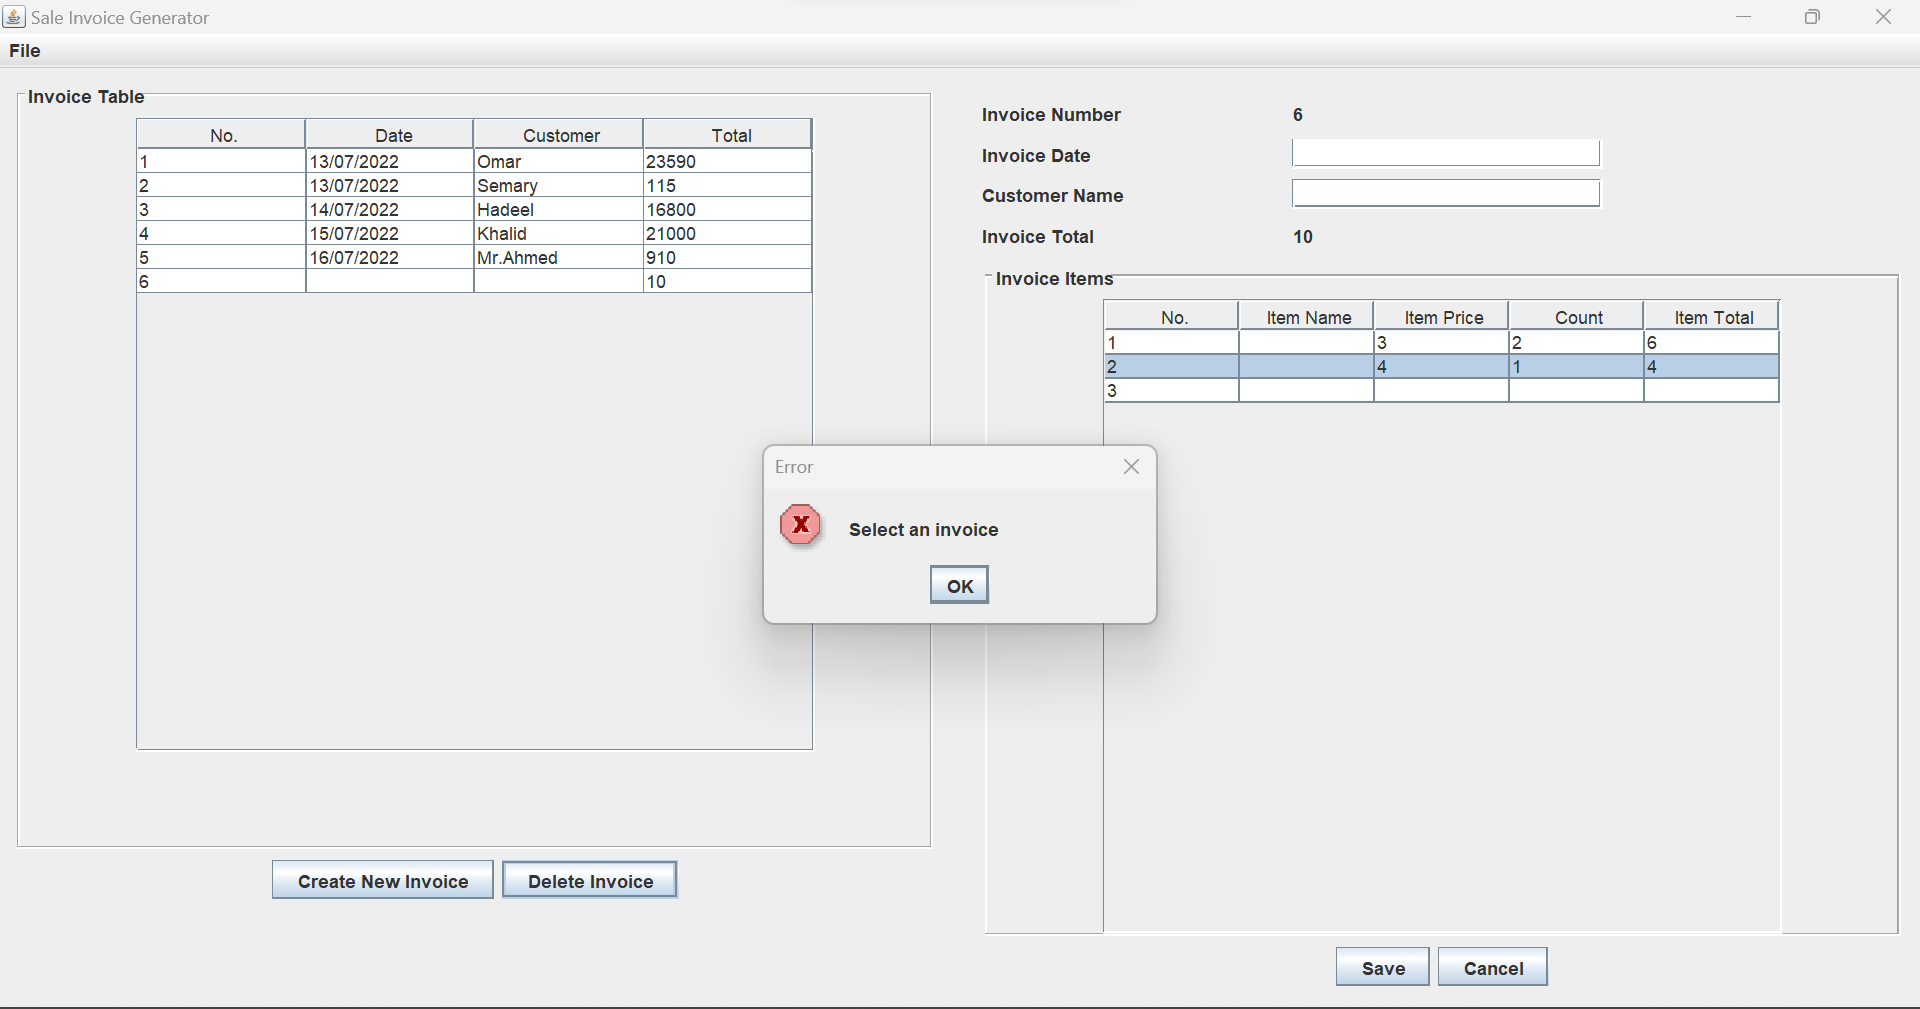 Sale Invoice Generator
File
Invoice Table
No. Date Customer Total
1 13/07/2022 Omar 23590
2 13/07/2022 Semary 115
3 14/07/2022 Hadeel 16800
4 15/07/2022 Khalid 21000
5 16/07/2022 Mr.Ahmed 910
6 10
Create New Invoice Delete Invoice
Invoice Number 6
Invoice Date
Customer Name
Invoice Total 10
Invoice Items
No. Item Name Item Price Count Item Total
1 3 2 6
2 4 1 4
3
Save Cancel
Error
Select an invoice
OK